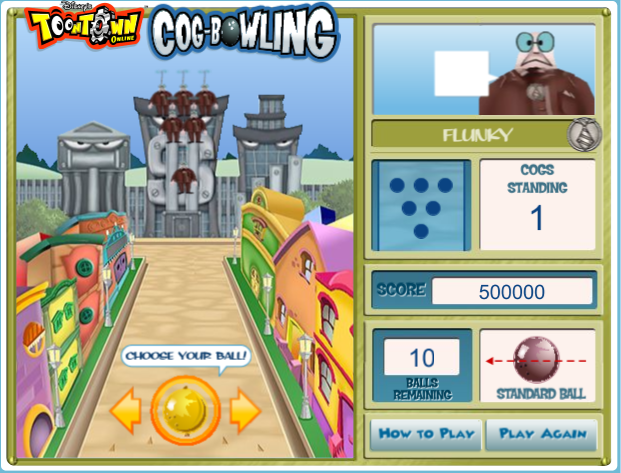 Disney's
TOONTOWN
ONLINE
COG-BOWLING
FLUNKY
COGS
STANDING
1
SCORE
500000
CHOOSE YOUR BALL!
10
BALLS
REMAINING
STANDARD BALL
HOW TO PLAY
PLAY AGAIN